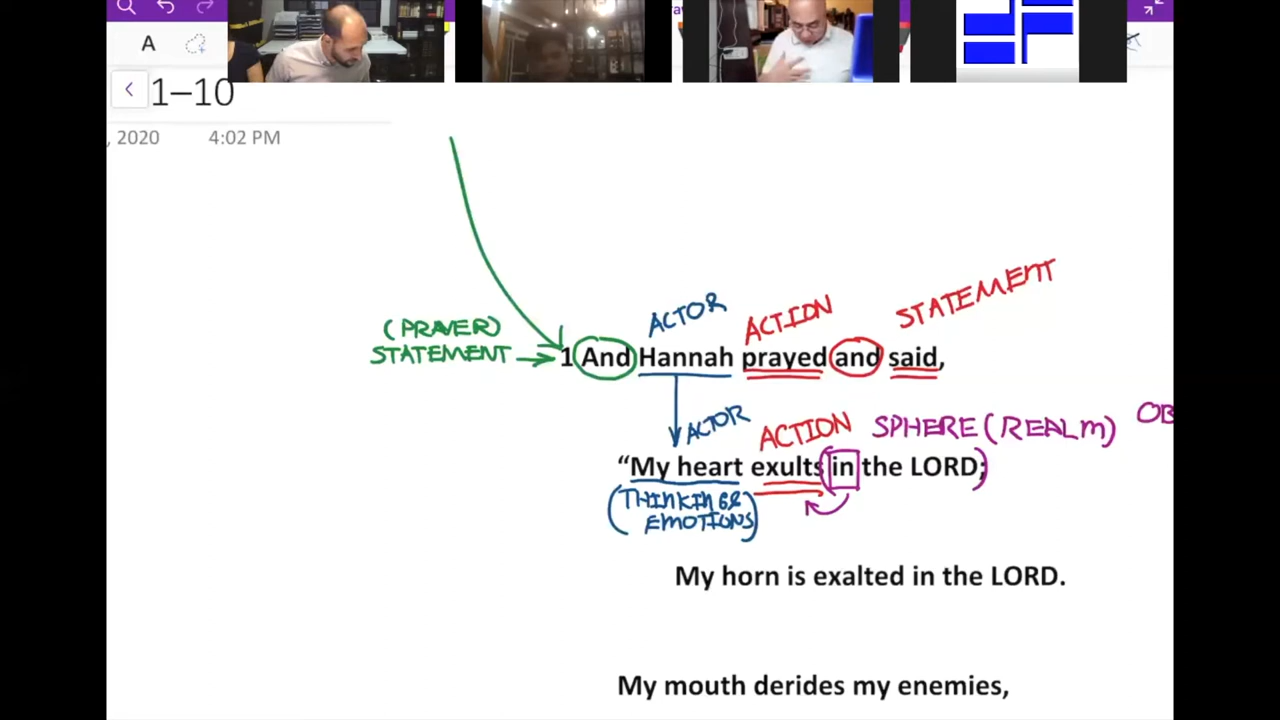 A
1–10
, 2020 4:02 PM
(PRAYER)
STATEMENT
ACTOR ACTION STATEMENT
1 And Hannah prayed and said,
ACTOR ACTION SPHERE (REALM) OB
“My heart exults in the LORD;
(THINKING &
EMOTIONS)
My horn is exalted in the LORD.
My mouth derides my enemies,